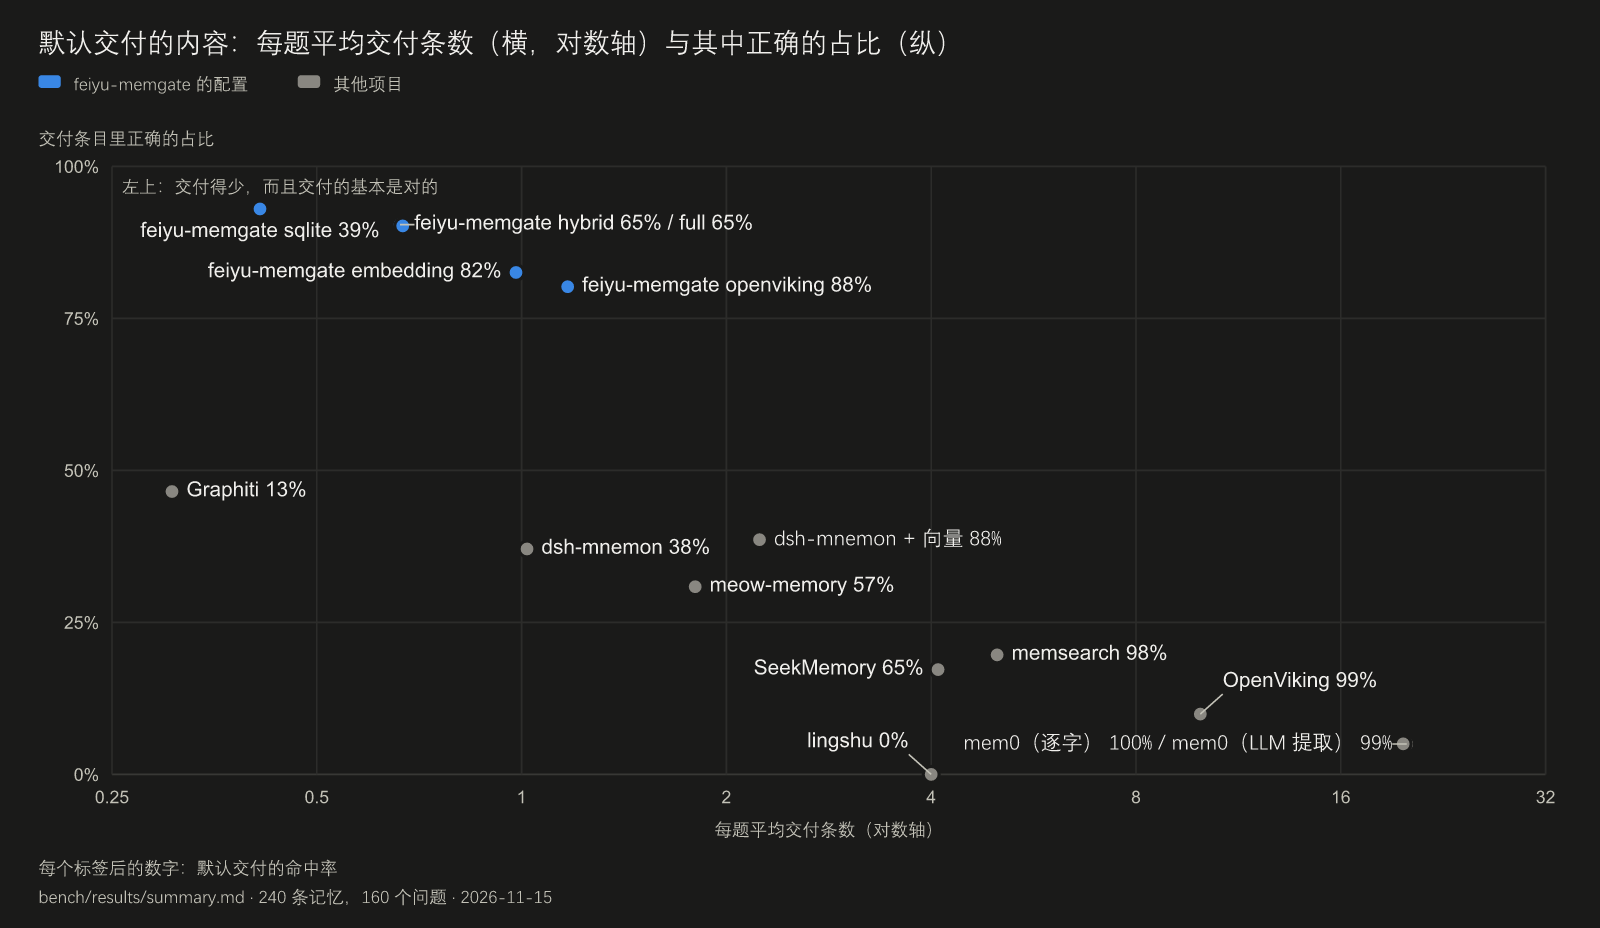 默认交付的内容：每题平均交付条数（横，对数轴）与其中正确的占比（纵）
feiyu-memgate 的配置
其他项目
交付条目里正确的占比
100%
左上：交付得少，而且交付的基本是对的
feiyu-memgate sqlite 39%
feiyu-memgate hybrid 65% / full 65%
feiyu-memgate embedding 82%
feiyu-memgate openviking 88%
75%
50%
Graphiti 13%
dsh-mnemon + 向量 88%
dsh-mnemon 38%
meow-memory 57%
25%
memsearch 98%
SeekMemory 65%
OpenViking 99%
lingshu 0%
mem0（逐字） 100% / mem0（LLM 提取） 99%
0%
0.25 0.5 1 2 4 8 16 32
每题平均交付条数（对数轴）
每个标签后的数字：默认交付的命中率
bench/results/summary.md · 240 条记忆，160 个问题 · 2026-11-15